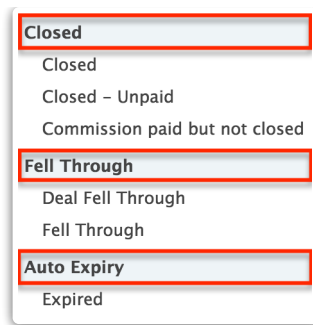 Closed
Closed
Closed – Unpaid
Commission paid but not closed
Fell Through
Deal Fell Through
Fell Through
Auto Expiry
Expired